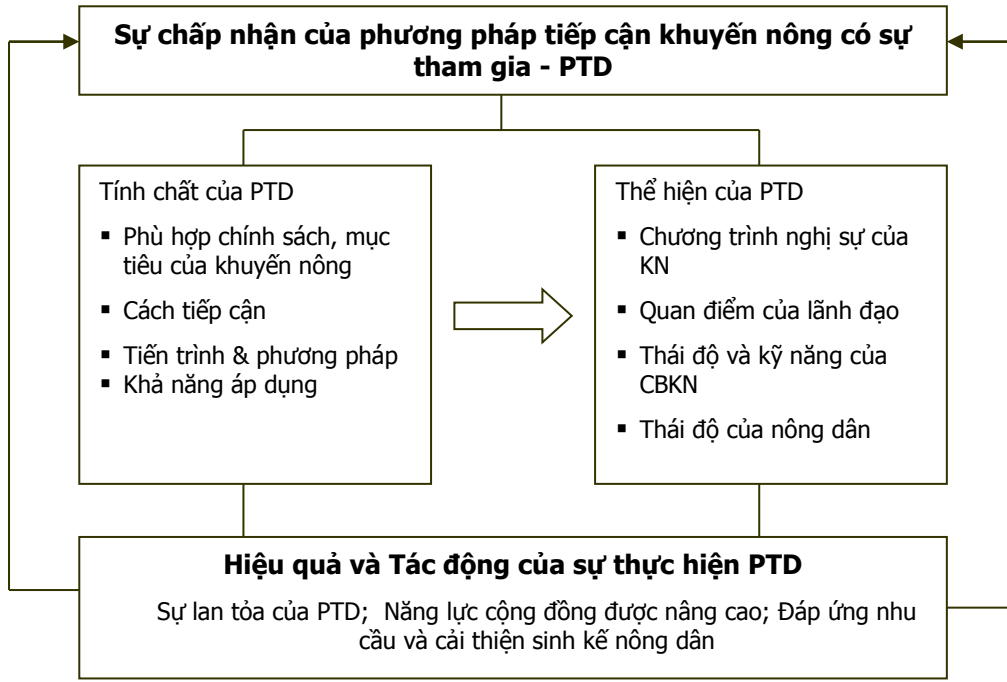 Sự chấp nhận của phương pháp tiếp cận khuyến nông có sự
tham gia - PTD
Tính chất của PTD
▪ Phù hợp chính sách, mục
tiêu của khuyến nông
▪ Cách tiếp cận
▪ Tiến trình & phương pháp
▪ Khả năng áp dụng
Thể hiện của PTD
▪ Chương trình nghị sự của
KN
▪ Quan điểm của lãnh đạo
▪ Thái độ và kỹ năng của
CBKN
▪ Thái độ của nông dân
Hiệu quả và Tác động của sự thực hiện PTD
Sự lan tỏa của PTD; Năng lực cộng đồng được nâng cao; Đáp ứng nhu
cầu và cải thiện sinh kế nông dân